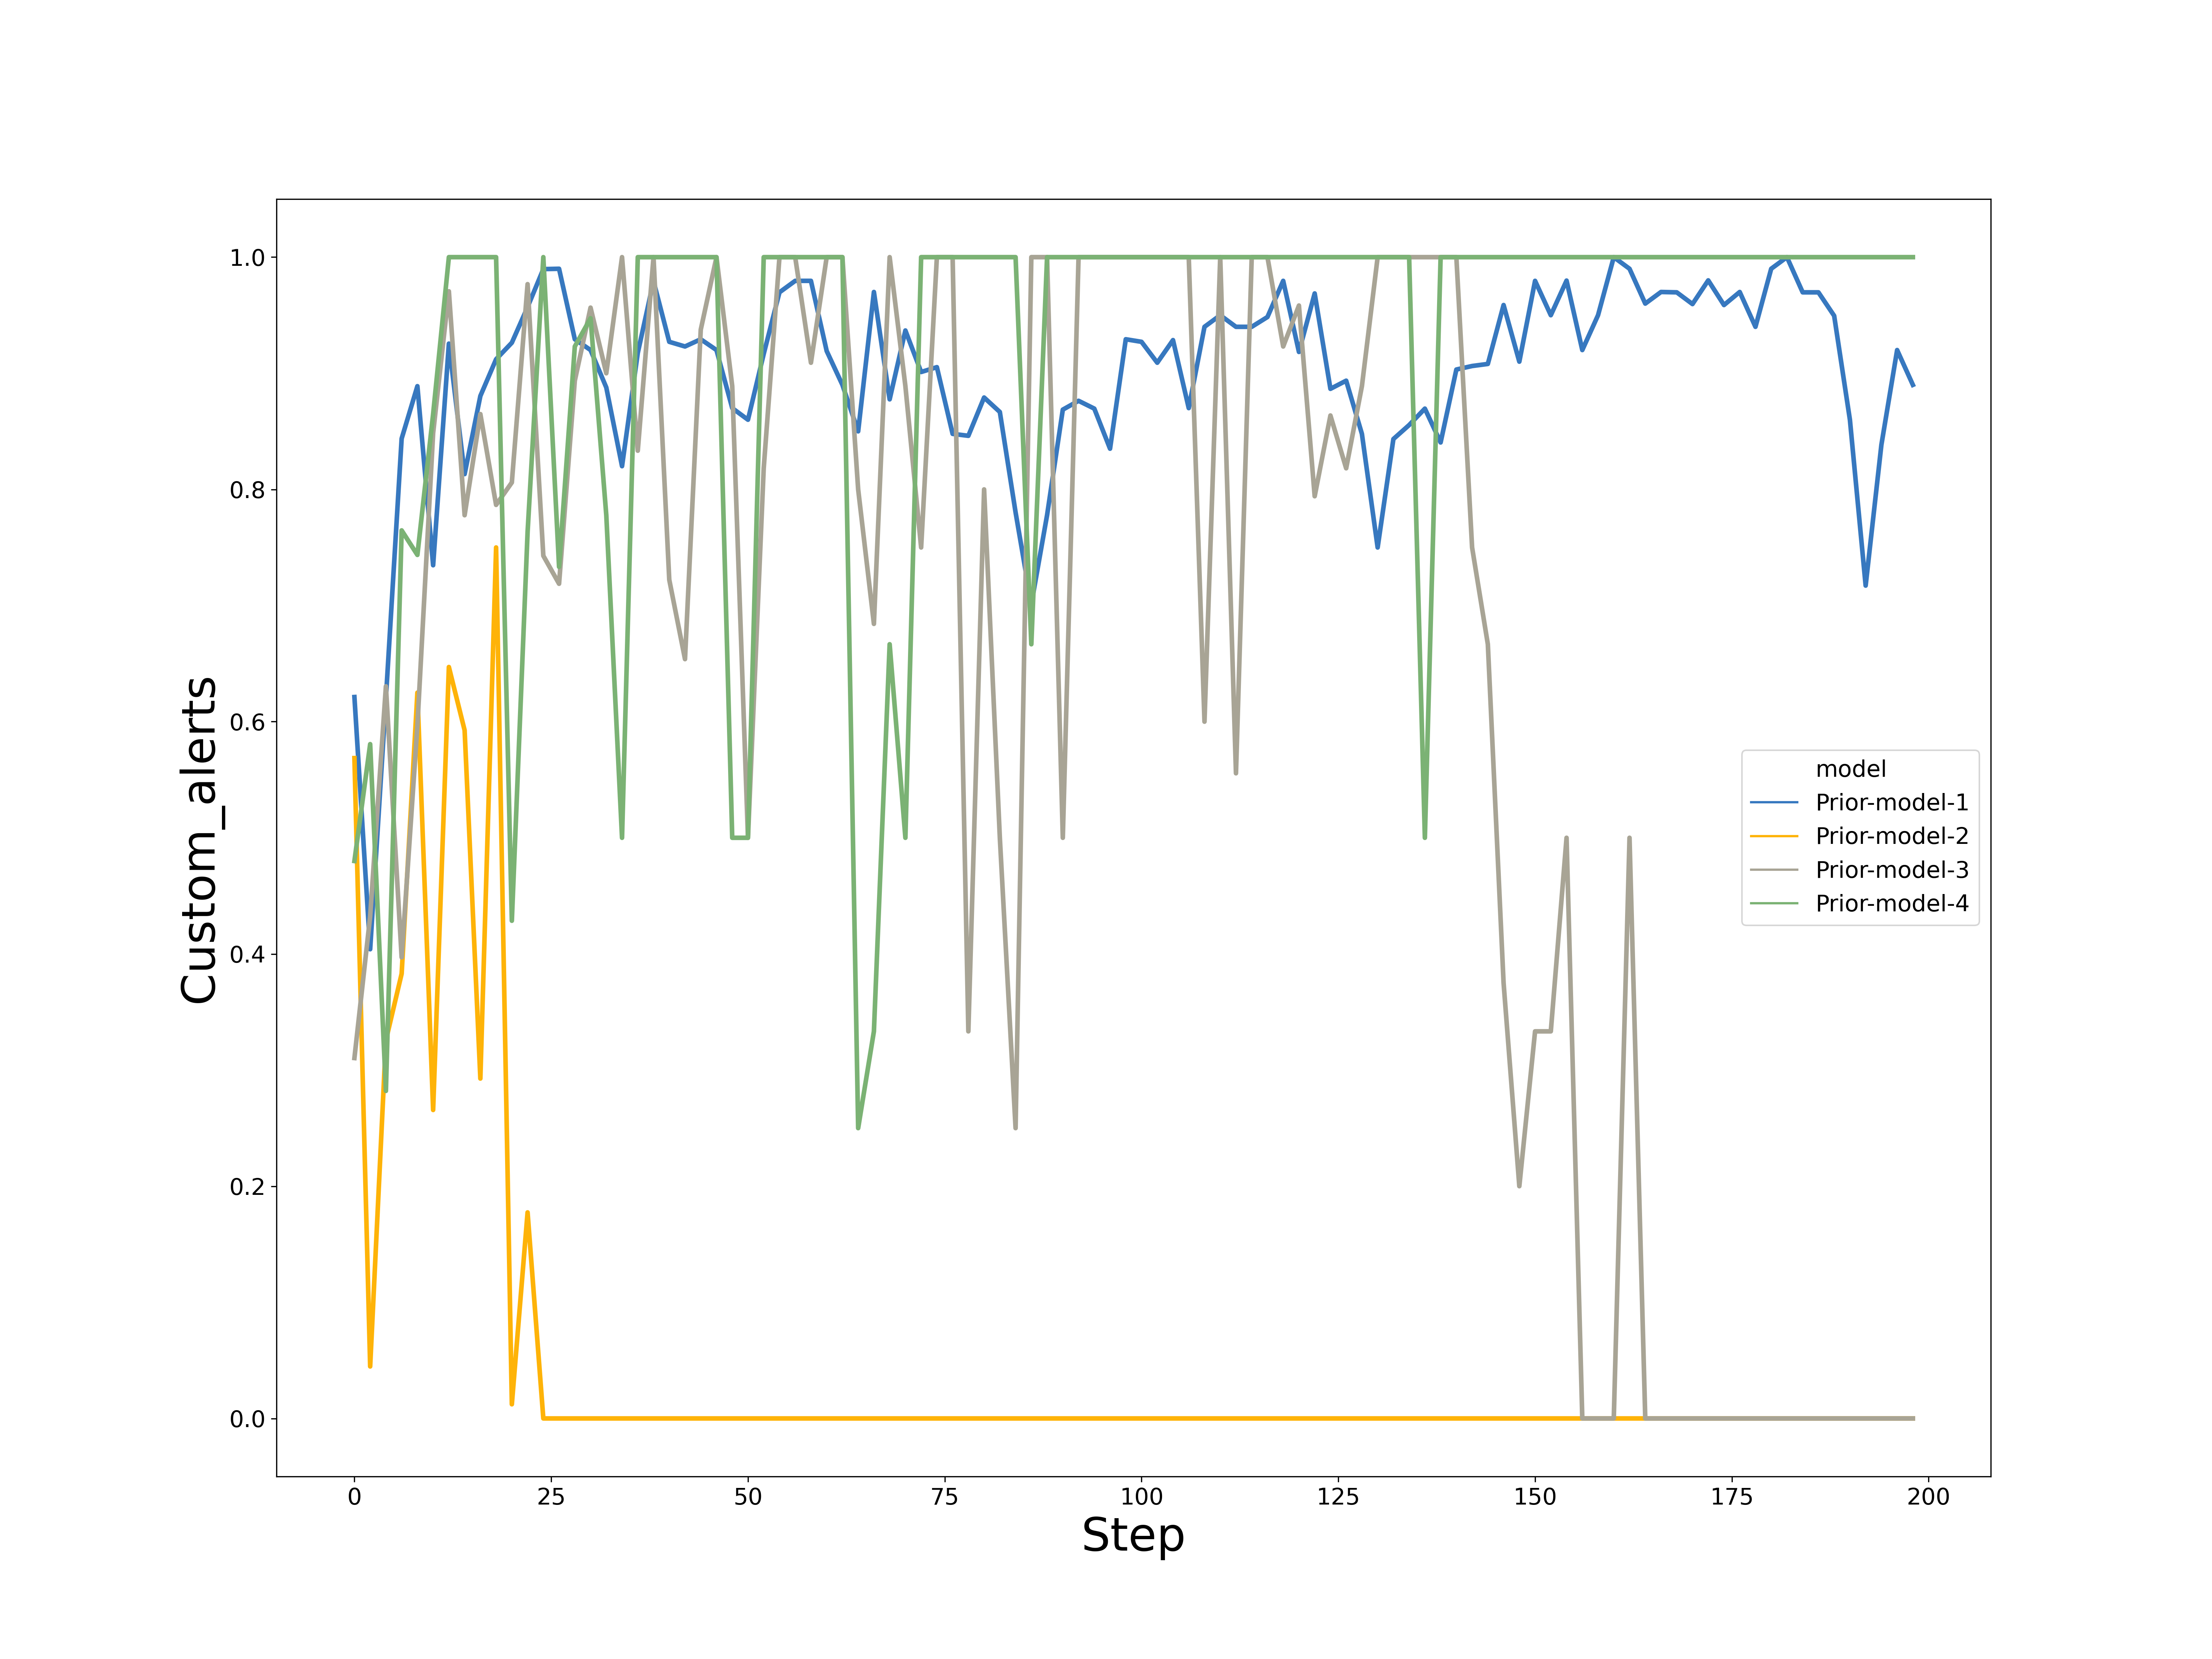 1.0
0.8
0.6
0.4
0.2
0.0
Custom_alerts
0 25 50 75 100 125 150 175 200
Step
model
Prior-model-1
Prior-model-2
Prior-model-3
Prior-model-4